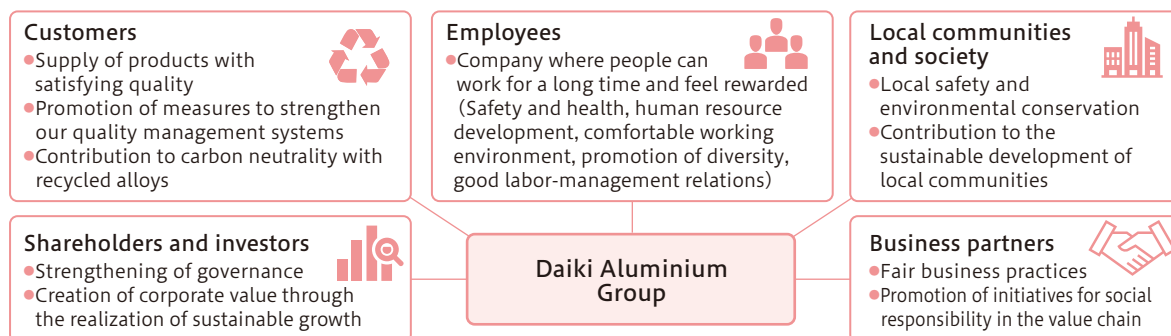 Customers
●Supply of products with
satisfying quality
●Promotion of measures to strengthen
our quality management systems
●Contribution to carbon neutrality with
recycled alloys
Employees
●Company where people can
work for a long time and feel rewarded
(Safety and health, human resource
development, comfortable working
environment, promotion of diversity,
good labor-management relations)
Local communities
and society
●Local safety and
environmental conservation
●Contribution to the
sustainable development of
local communities
Shareholders and investors
●Strengthening of governance
●Creation of corporate value through
the realization of sustainable growth
Daiki Aluminium
Group
Business partners
●Fair business practices
●Promotion of initiatives for social
responsibility in the value chain